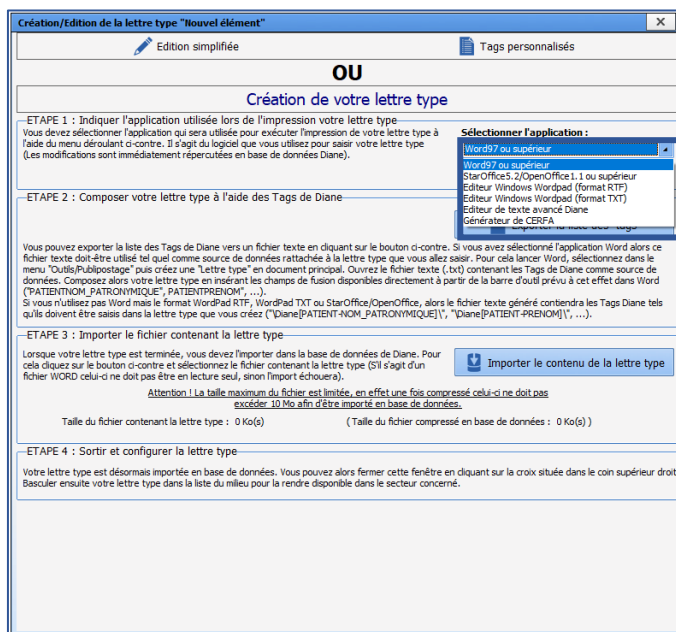 Création/Edition de la lettre type "Nouvel élément"
Edition simplifiée
Tags personnalisés
OU
Création de votre lettre type
ETAPE 1 : Indiquer l'application utilisée lors de l'impression votre lettre type
Vous devez sélectionner l'application qui sera utilisée pour exécuter l'impression de votre lettre type à
l'aide du menu déroulant ci-contre. Il s'agit du logiciel que vous utilisez pour saisir votre lettre type
(Les modifications sont immédiatement répercutées en base de données Diane).
Sélectionner l'application :
Word97 ou supérieur
Word97 ou supérieur
StarOffice5.2/OpenOffice1.1 ou supérieur
Editeur Windows Wordpad (format RTF)
Editeur Windows Wordpad (format TXT)
Editeur de texte avancé Diane
Générateur de CERFA
ETAPE 2 : Composer votre lettre type à l'aide des Tags de Diane
Exporter la liste des tags
Vous pouvez exporter la liste des Tags de Diane vers un fichier texte en cliquant sur le bouton ci-contre. Si vous avez sélectionné l'application Word alors ce
fichier texte doit-être utilisé tel quel comme source de données rattachée à la lettre type que vous allez saisir. Pour cela lancer Word, sélectionnez dans le
menu "Outils/Publipostage" puis créez une "Lettre type" en document principal. Ouvrez le fichier texte (.txt) contenant les Tags de Diane comme source de
données. Composez alors votre lettre type en insérant les champs de fusion disponibles directement à partir de la barre d'outil prévu à cet effet dans Word
("PATIENTNOM_PATRONYMIQUE", PATIENTPRENOM", ...).
Si vous n'utilisez pas Word mais le format WordPad RTF, WordPad TXT ou StarOffice/OpenOffice, alors le fichier texte généré contiendra les Tags Diane tels
qu'ils doivent être saisis dans la lettre type que vous créez ("\Diane[PATIENT-NOM_PATRONYMIQUE]\", "\Diane[PATIENT-PRENOM]\", ...).
ETAPE 3 : Importer le fichier contenant la lettre type
Lorsque votre lettre type est terminée, vous devez l'importer dans la base de données de Diane. Pour
cela cliquez sur le bouton ci-contre et sélectionnez le fichier contenant la lettre type (S'il s'agit d'un
fichier WORD celui-ci ne doit pas être en lecture seul, sinon l'import échouera).
Importer le contenu de la lettre type
Attention ! La taille maximum du fichier est limitée, en effet une fois compressé celui-ci ne doit pas
excéder 10 Mo afin d'être importé en base de données.
Taille du fichier contenant la lettre type : 0 Ko(s)
( Taille du fichier compressé en base de données : 0 Ko(s) )
ETAPE 4 : Sortir et configurer la lettre type
Votre lettre type est désormais importée en base de données. Vous pouvez alors fermer cette fenêtre en cliquant sur la croix située dans le coin supérieur droit
Basculer ensuite votre lettre type dans la liste du milieu pour la rendre disponible dans le secteur concerné.